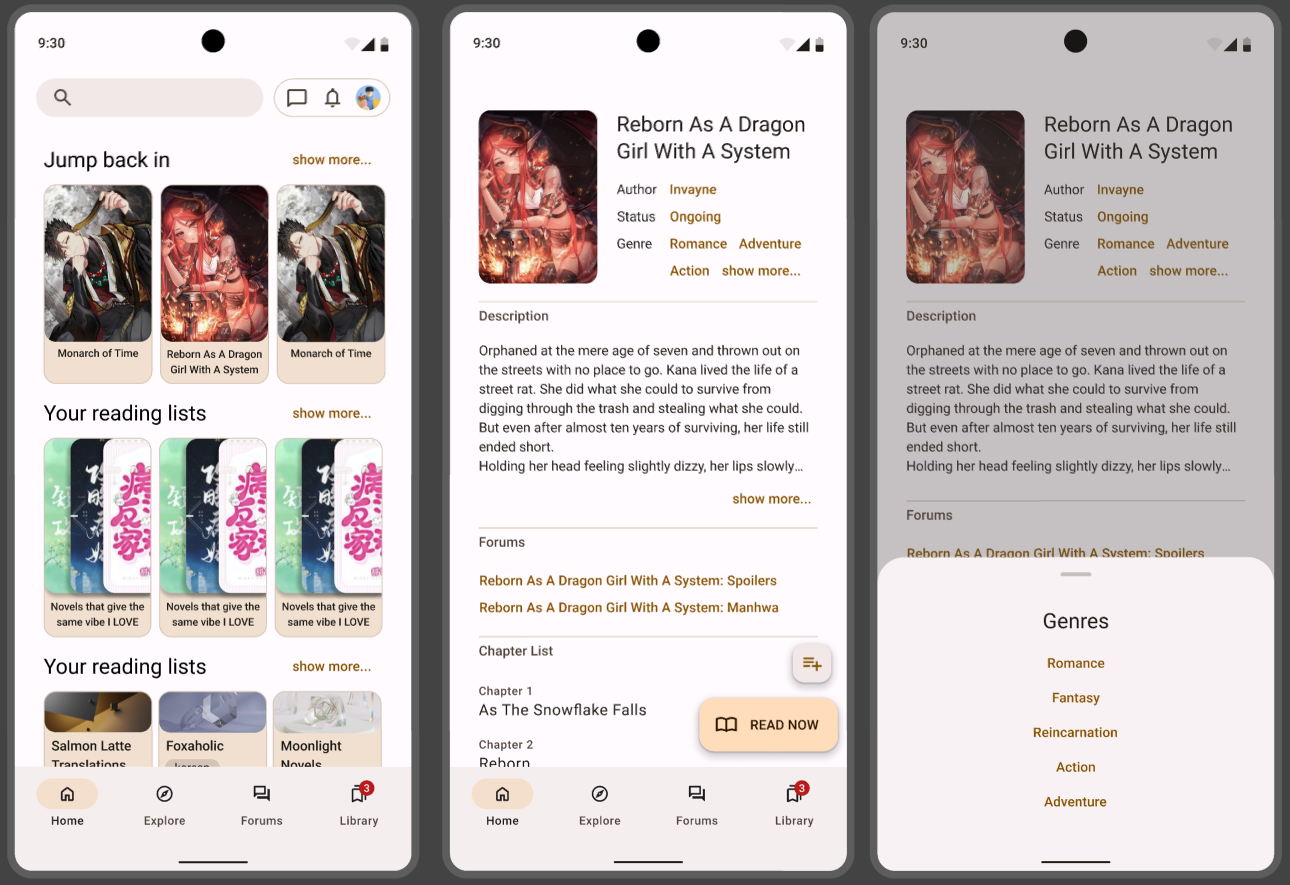 9:30
Jump back in
show more...
Monarch of Time
Reborn As A Dragon
Girl With A System
Monarch of Time
Your reading lists
show more...
病
反
家
病
反
家
病
反
家
Novels that give the
same vibe I LOVE
Novels that give the
same vibe I LOVE
Novels that give the
same vibe I LOVE
Your reading lists
show more...
Salmon Latte
Translations
Foxaholic
korean
Moonlight
Novels
Home
Explore
Forums
3
Library
9:30
Reborn As A Dragon
Girl With A System
Author Invayne
Status Ongoing
Genre Romance Adventure
Action show more...
Description
Orphaned at the mere age of seven and thrown out on
the streets with no place to go. Kana lived the life of a
street rat. She did what she could to survive from
digging through the trash and stealing what she could.
But even after almost ten years of surviving, her life still
ended short.
Holding her head feeling slightly dizzy, her lips slowly...
show more...
Forums
Reborn As A Dragon Girl With A System: Spoilers
Reborn As A Dragon Girl With A System: Manhwa
Chapter List
Chapter 1
As The Snowflake Falls
READ NOW
Chapter 2
Reborn
Home
Explore
Forums
3
Library
9:30
Reborn As A Dragon
Girl With A System
Author Invayne
Status Ongoing
Genre Romance Adventure
Action show more...
Description
Orphaned at the mere age of seven and thrown out on
the streets with no place to go. Kana lived the life of a
street rat. She did what she could to survive from
digging through the trash and stealing what she could.
But even after almost ten years of surviving, her life still
ended short.
Holding her head feeling slightly dizzy, her lips slowly...
Forums
Reborn As A Dragon Girl With A System: Spoilers
Genres
Romance
Fantasy
Reincarnation
Action
Adventure